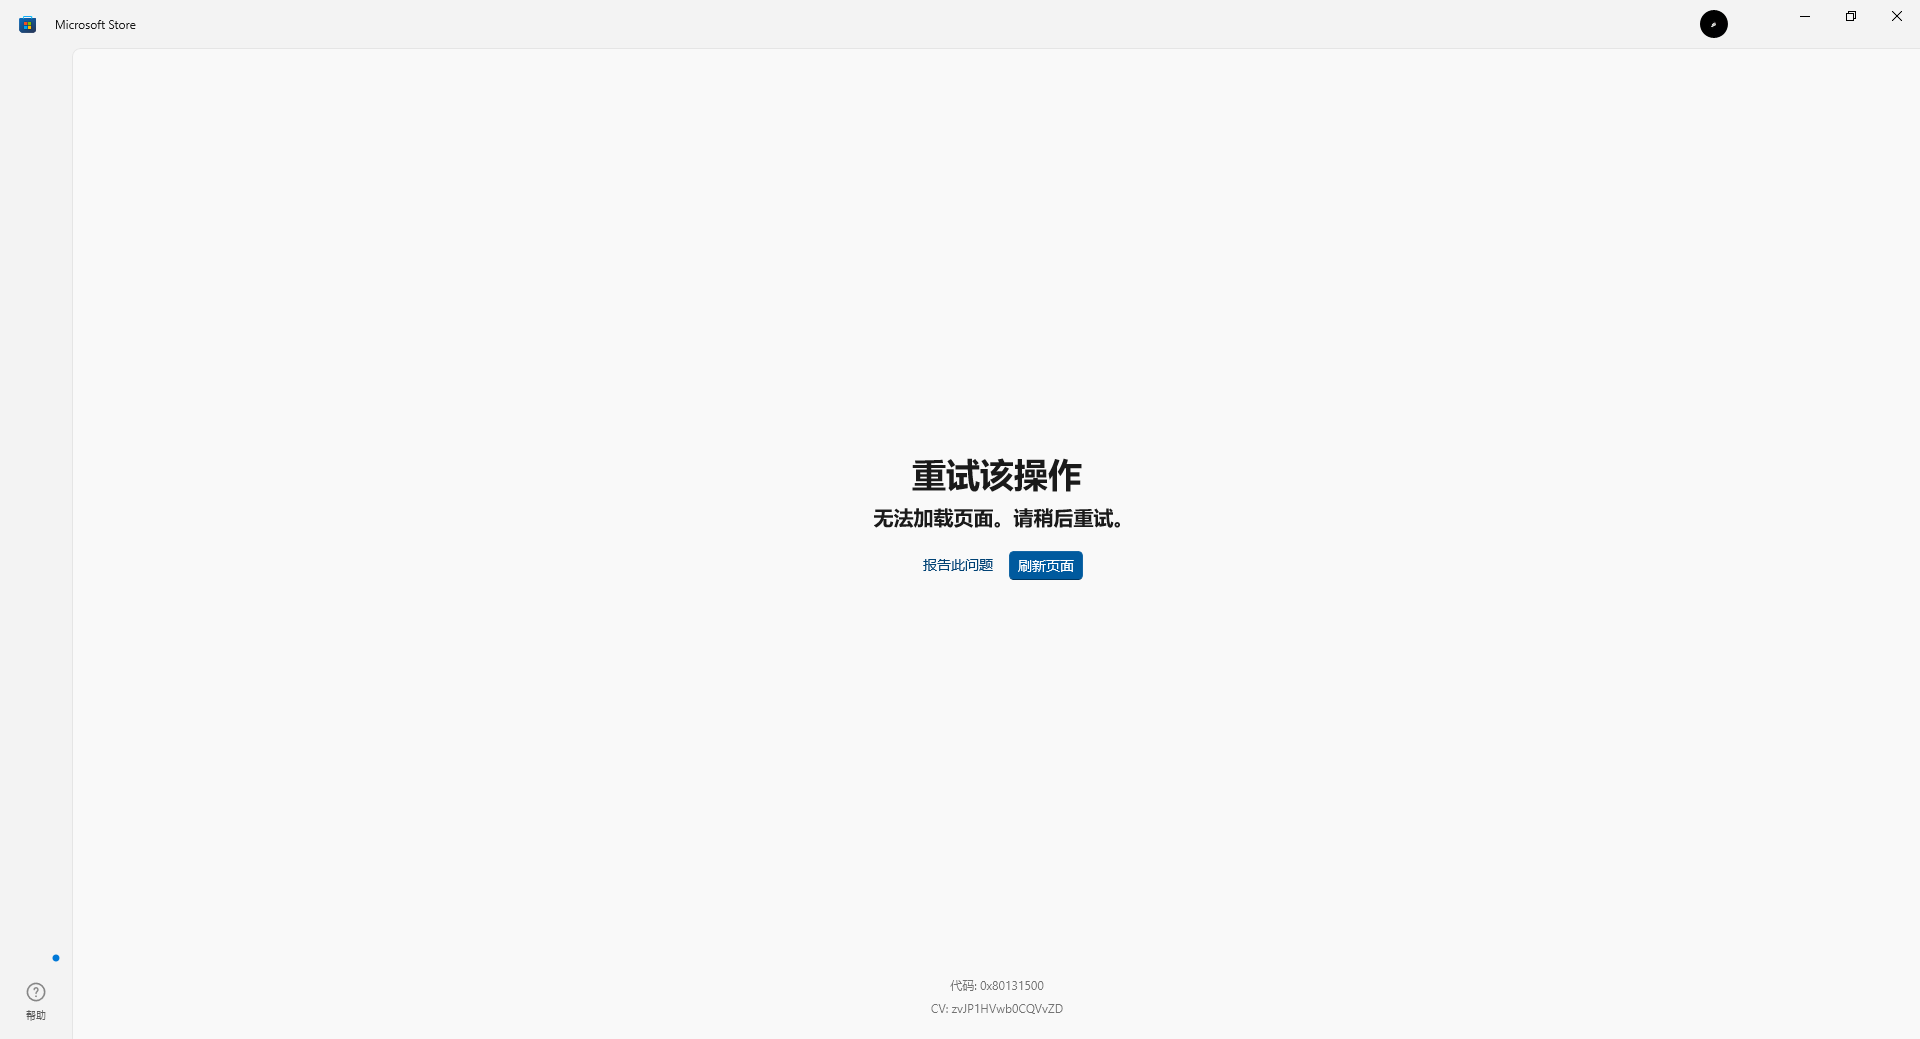 Microsoft Store
重试该操作
无法加载页面。请稍后重试。
报告此问题 刷新页面
帮助
代码: 0x80131500
CV: zvJP1HVwb0CQVvZD